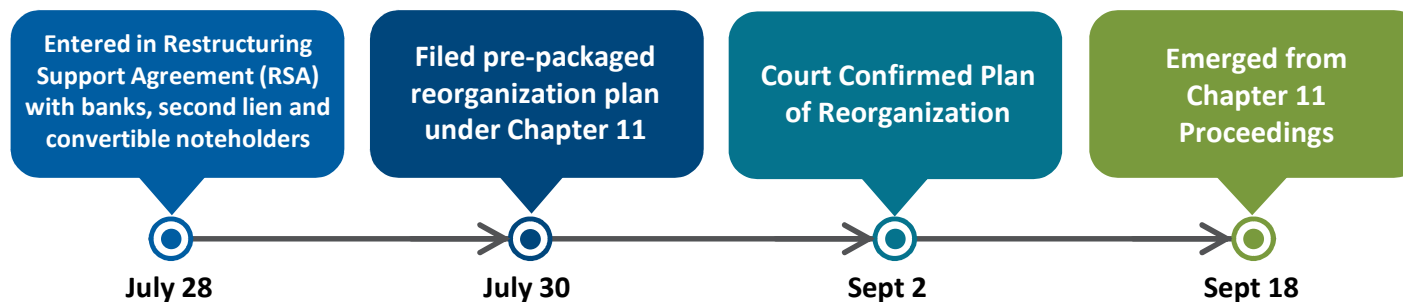 Entered in Restructuring
Support Agreement (RSA)
with banks, second lien and
convertible noteholders
Filed pre-packaged
reorganization plan
under Chapter 11
Court Confirmed Plan
of Reorganization
Emerged from
Chapter 11
Proceedings
July 28
July 30
Sept 2
Sept 18